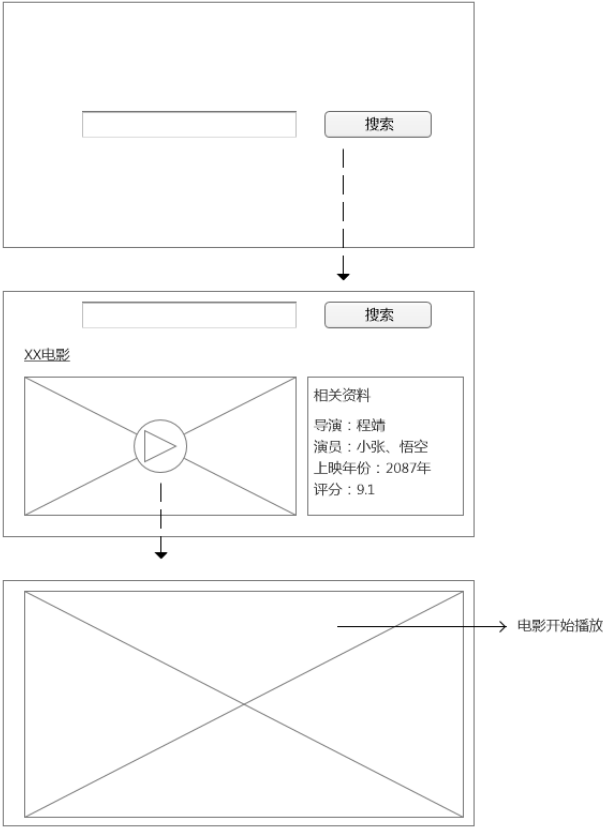 搜索
搜索
XX电影
相关资料
导演：程靖
演员：小张、悟空
上映年份：2087年
评分：9.1
电影开始播放